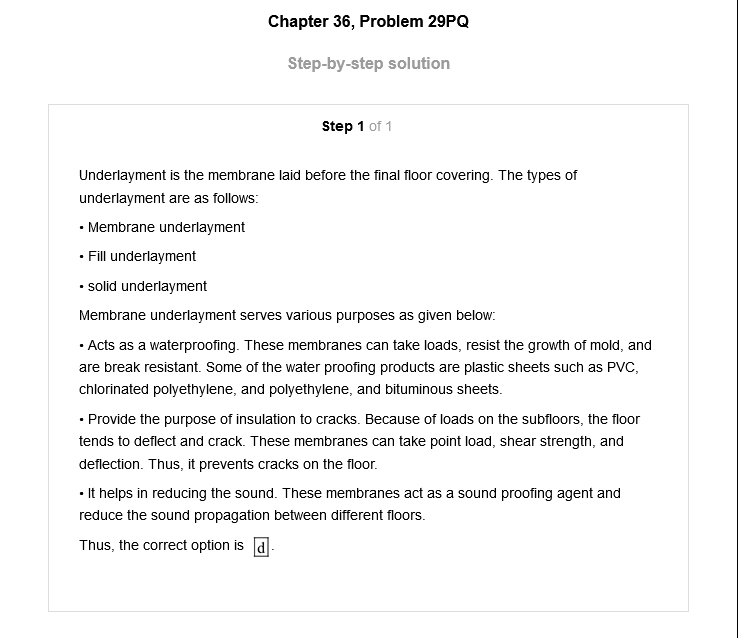 Chapter 36, Problem 29PQ
Step-by-step solution
Step 1 of 1
Underlayment is the membrane laid before the final floor covering. The types of
underlayment are as follows:
• Membrane underlayment
• Fill underlayment
• solid underlayment
Membrane underlayment serves various purposes as given below:
• Acts as a waterproofing. These membranes can take loads, resist the growth of mold, and
are break resistant. Some of the water proofing products are plastic sheets such as PVC,
chlorinated polyethylene, and polyethylene, and bituminous sheets.
• Provide the purpose of insulation to cracks. Because of loads on the subfloors, the floor
tends to deflect and crack. These membranes can take point load, shear strength, and
deflection. Thus, it prevents cracks on the floor.
• It helps in reducing the sound. These membranes act as a sound proofing agent and
reduce the sound propagation between different floors.
Thus, the correct option is d.